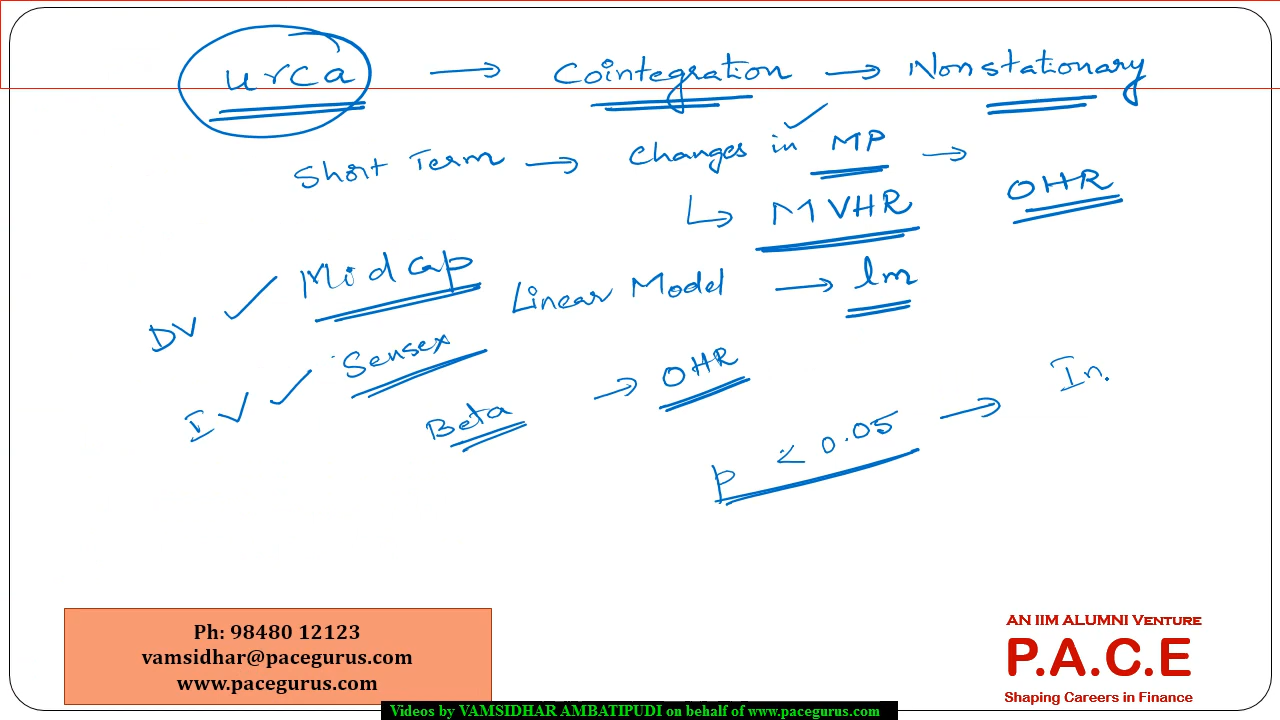 urca → Cointegration → Nonstationary
Short Term → Changes in MP → OHR
↳ MVHR
DV ✓ Midcap
Linear Model → lm
IV ✓ Sensex
Beta → OHR
p < 0.05 → In
Ph: 98480 12123
vamsidhar@pacegurus.com
www.pacegurus.com
AN IIM ALUMNI VENTURE
P.A.C.E
Shaping Careers in Finance
Videos by VAMSIDHAR AMBATIPUDI on behalf of www.pacegurus.com